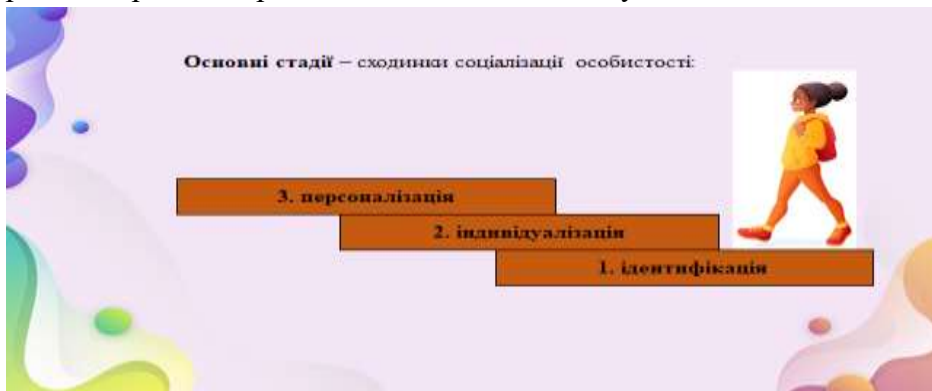 Основні стадії – сходинки соціалізації особистості:
3. персоналізація
2. індивідуалізація
1. ідентифікація